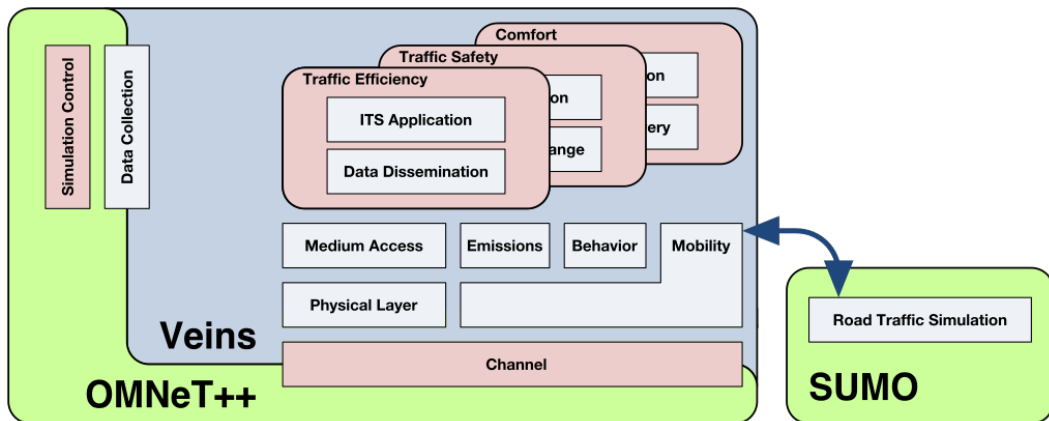 Comfort
Traffic Safety
Traffic Efficiency
ITS Application
Data Dissemination
Simulation Control
Data Collection
Medium Access
Emissions
Behavior
Mobility
Physical Layer
Road Traffic Simulation
Veins
Channel
OMNeT++
SUMO